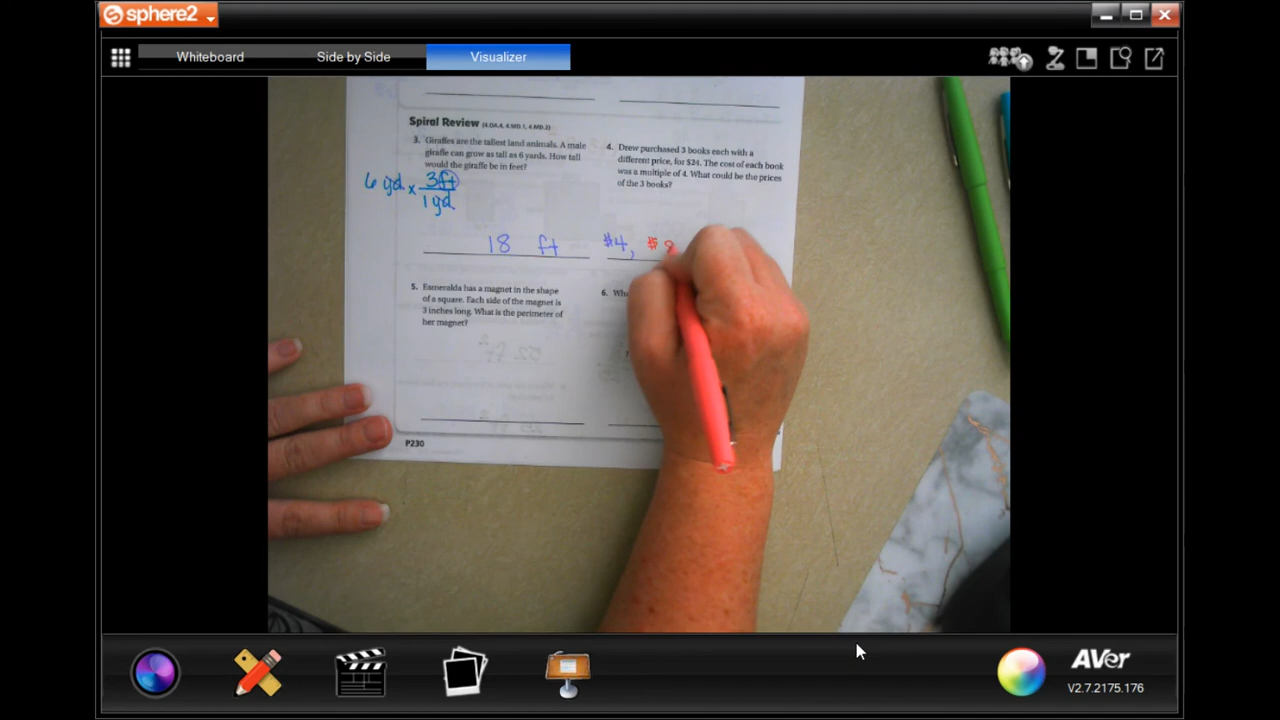 sphere2
Whiteboard
Side by Side
Visualizer
Spiral Review (4.OA.4, 4.MD.1, 4.MD.2)
3. Giraffes are the tallest land animals. A male
giraffe can grow as tall as 6 yards. How tall
would the giraffe be in feet?
6 yd × 3ft
1 yd
18 ft
4. Drew purchased 3 books each with a
different price, for $24. The cost of each book
was a multiple of 4. What could be the prices
of the 3 books?
$4, $8
5. Esmeralda has a magnet in the shape
of a square. Each side of the magnet is
3 inches long. What is the perimeter of
her magnet?
6.
P230
AVer
V2.7.2175.176